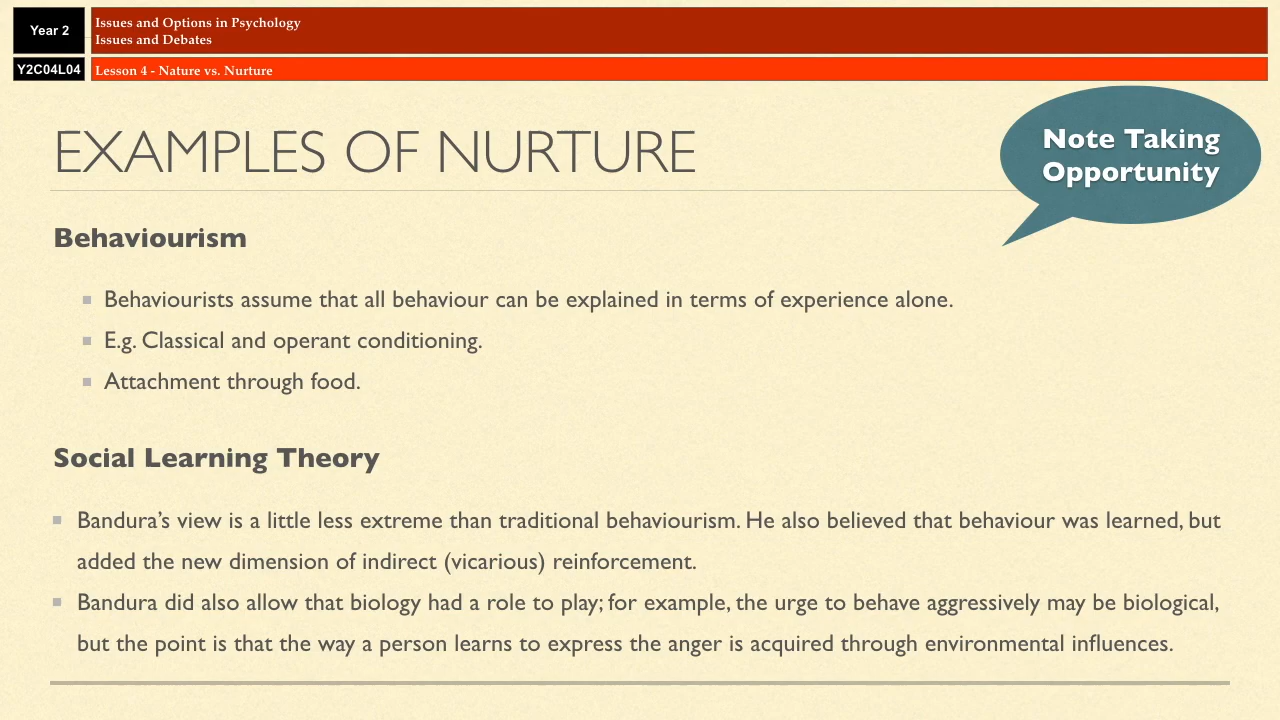 Year 2
Issues and Options in Psychology
Issues and Debates
Y2C04L04
Lesson 4 - Nature vs. Nurture
EXAMPLES OF NURTURE
Note Taking
Opportunity
Behaviourism
Behaviourists assume that all behaviour can be explained in terms of experience alone.
E.g. Classical and operant conditioning.
Attachment through food.
Social Learning Theory
Bandura’s view is a little less extreme than traditional behaviourism. He also believed that behaviour was learned, but
added the new dimension of indirect (vicarious) reinforcement.
Bandura did also allow that biology had a role to play; for example, the urge to behave aggressively may be biological,
but the point is that the way a person learns to express the anger is acquired through environmental influences.